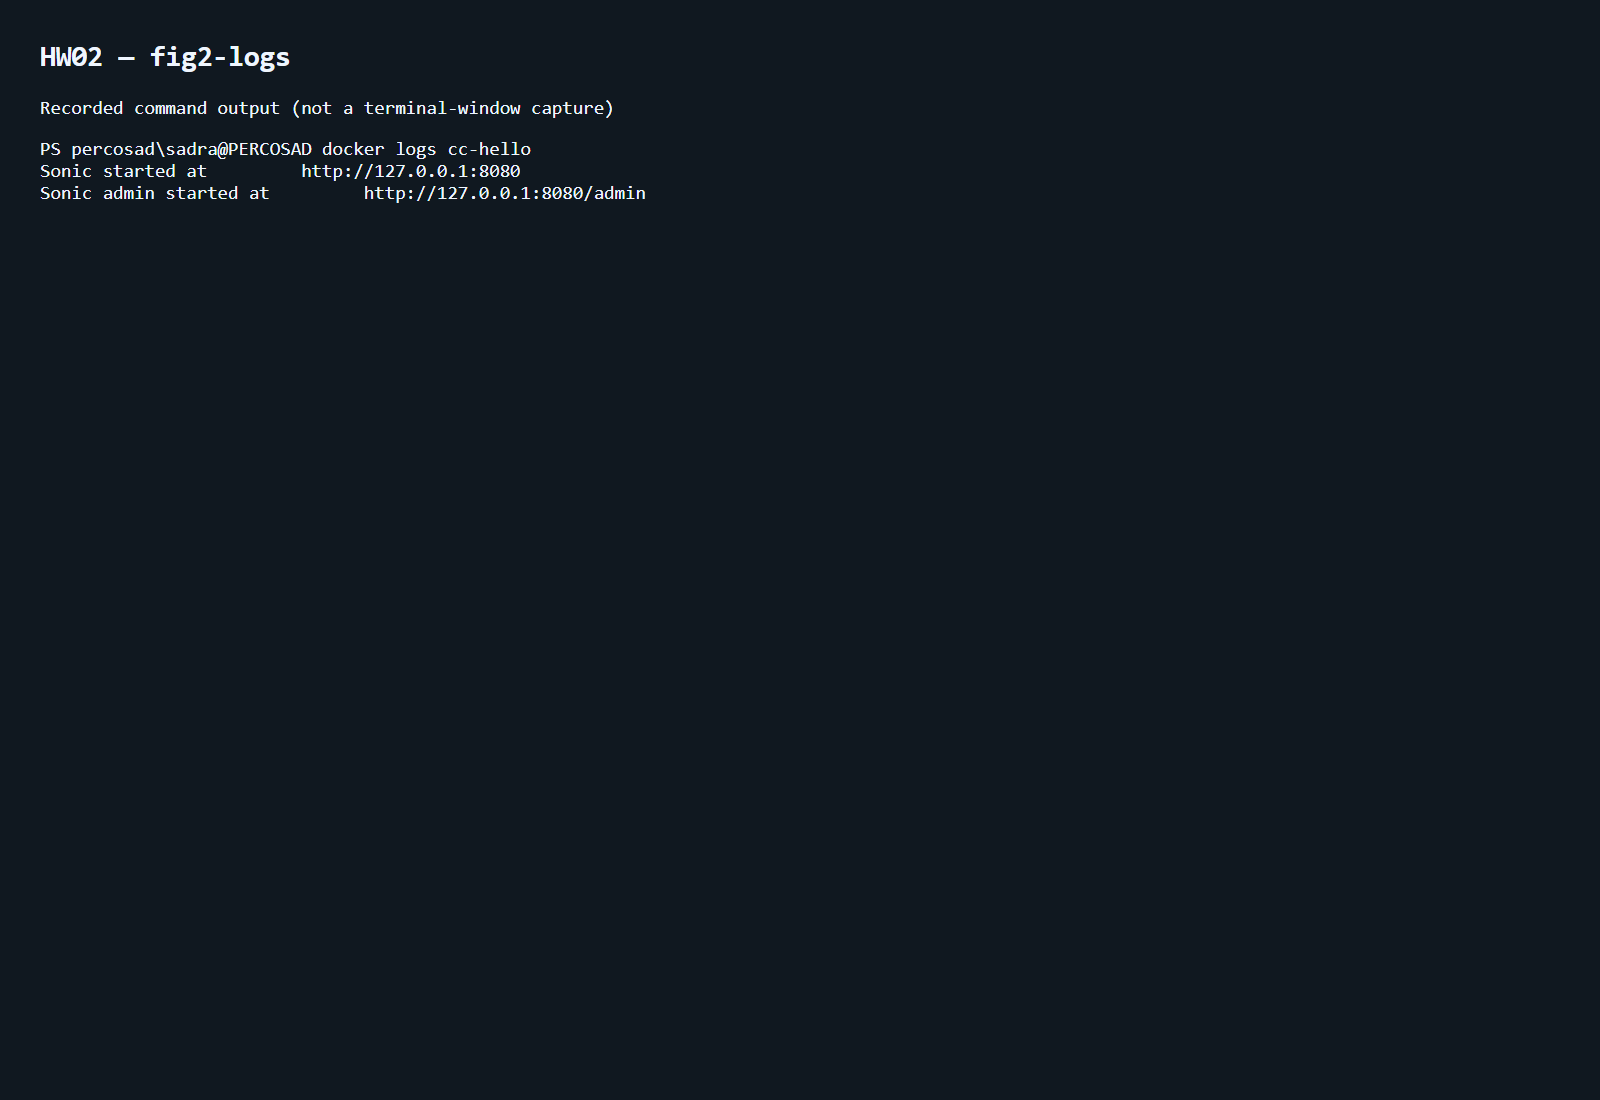 HW02 — fig2-logs
Recorded command output (not a terminal-window capture)
PS percosad\sadra@PERCOSAD docker logs cc-hello
Sonic started at         http://127.0.0.1:8080
Sonic admin started at         http://127.0.0.1:8080/admin